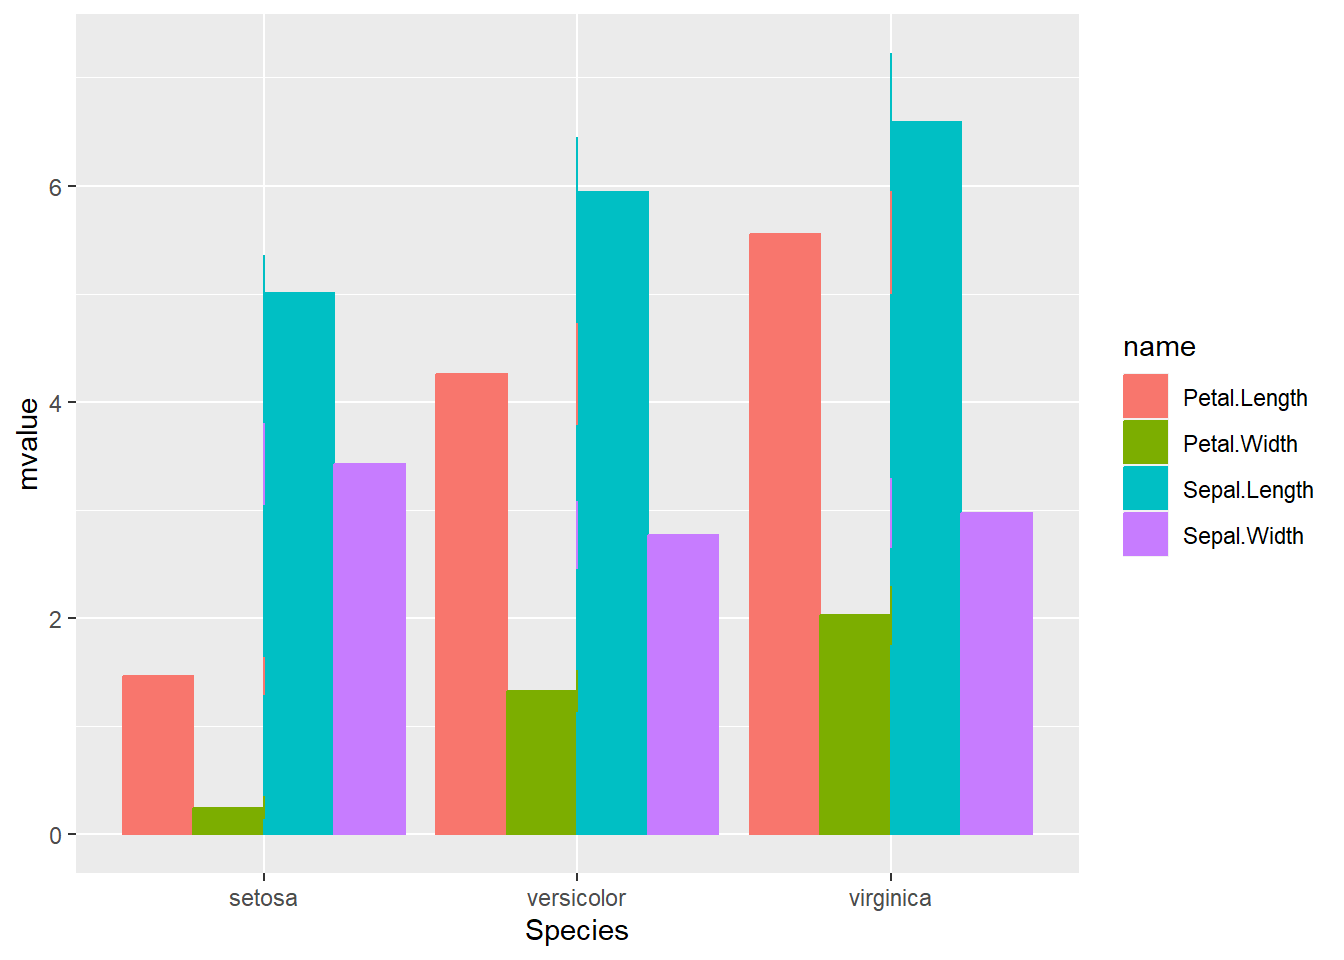 mvalue
6
4
2
0
setosa
versicolor
virginica
Species
name
Petal.Length
Petal.Width
Sepal.Length
Sepal.Width